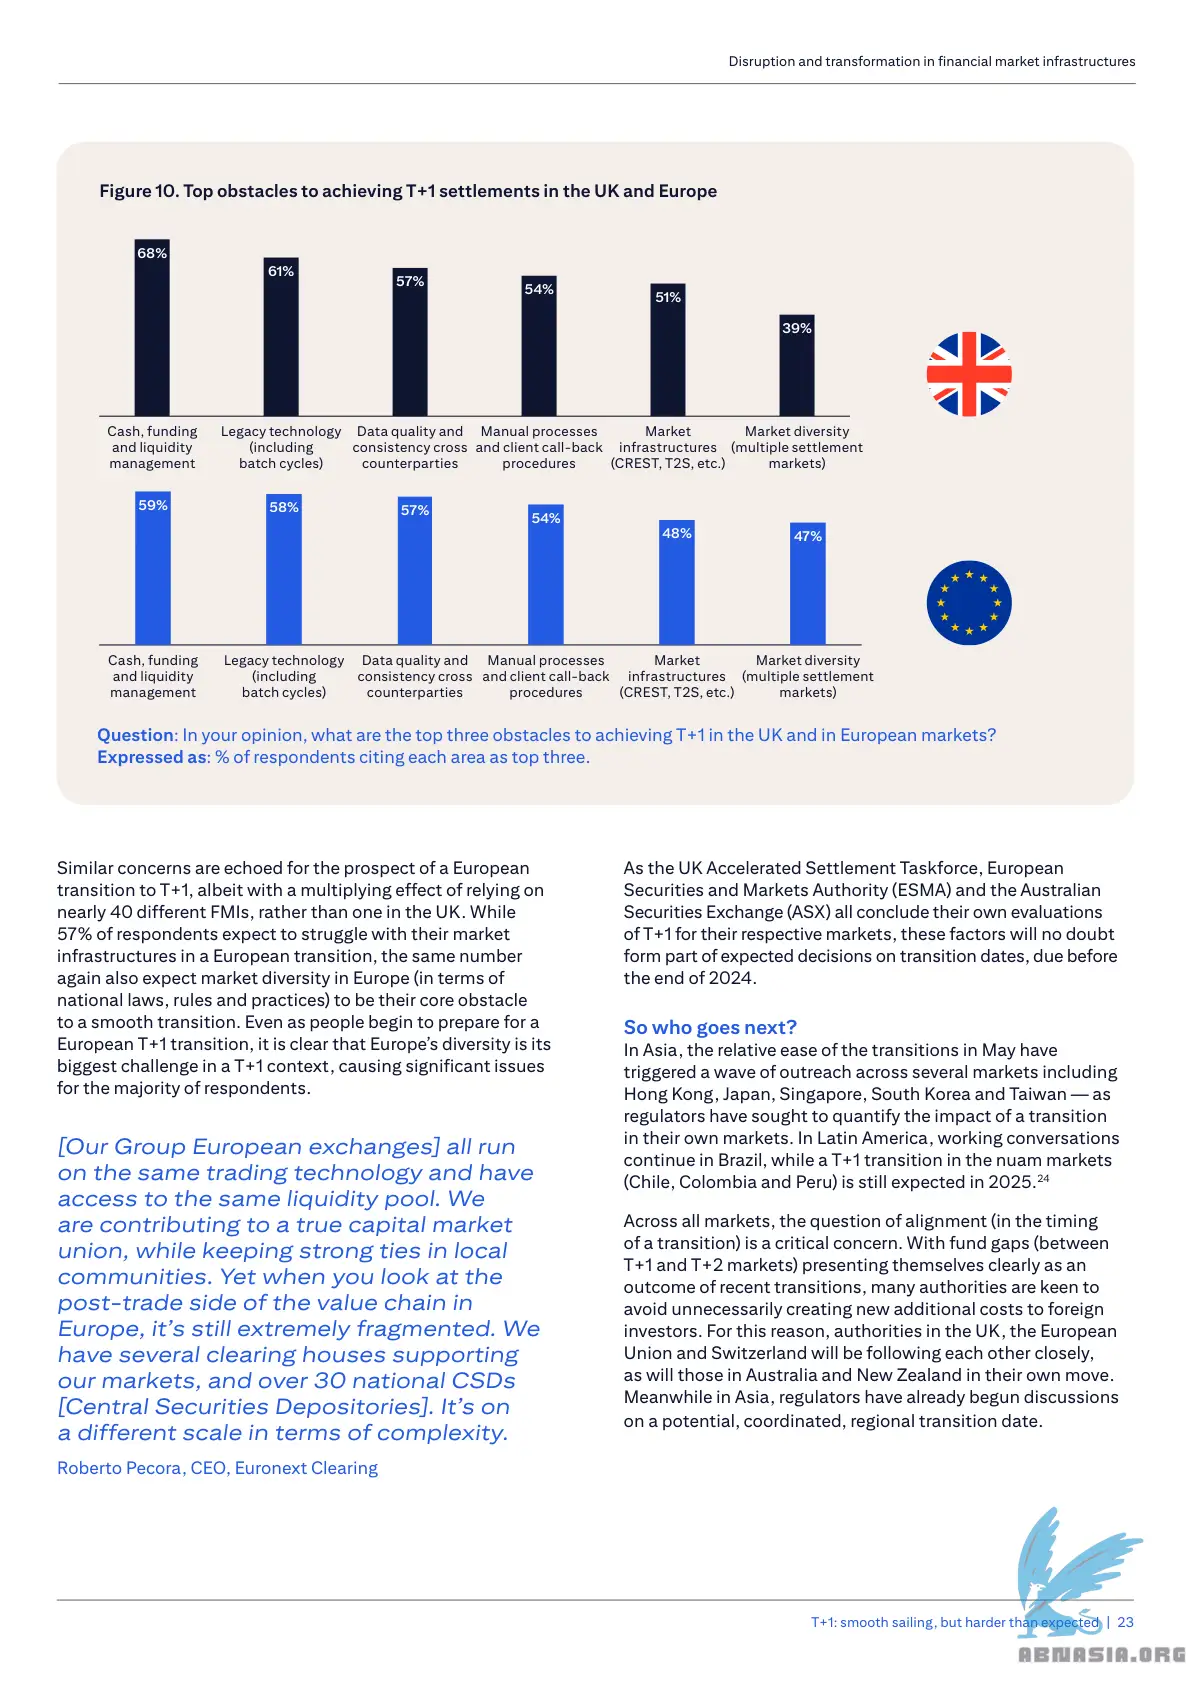 Disruption and transformation in financial market infrastructures
Figure 10. Top obstacles to achieving T+1 settlements in the UK and Europe
68%
61%
57%
54%
51%
39%
Cash, funding and liquidity management
Legacy technology (including batch cycles)
Data quality and consistency cross counterparties
Manual processes and client call-back procedures
Market infrastructures (CREST, T2S, etc.)
Market diversity (multiple settlement markets)
59%
58%
57%
54%
48%
47%
Cash, funding and liquidity management
Legacy technology (including batch cycles)
Data quality and consistency cross counterparties
Manual processes and client call-back procedures
Market infrastructures (CREST, T2S, etc.)
Market diversity (multiple settlement markets)
Question: In your opinion, what are the top three obstacles to achieving T+1 in the UK and in European markets?
Expressed as: % of respondents citing each area as top three.
Similar concerns are echoed for the prospect of a European
transition to T+1, albeit with a multiplying effect of relying on
nearly 40 different FMIs, rather than one in the UK. While
57% of respondents expect to struggle with their market
infrastructures in a European transition, the same number
again also expect market diversity in Europe (in terms of
national laws, rules and practices) to be their core obstacle
to a smooth transition. Even as people begin to prepare for a
European T+1 transition, it is clear that Europe's diversity is its
biggest challenge in a T+1 context, causing significant issues
for the majority of respondents.
[Our Group European exchanges] all run
on the same trading technology and have
access to the same liquidity pool. We
are contributing to a true capital market
union, while keeping strong ties in local
communities. Yet when you look at the
post-trade side of the value chain in
Europe, it's still extremely fragmented. We
have several clearing houses supporting
our markets, and over 30 national CSDs
[Central Securities Depositories]. It's on
a different scale in terms of complexity.
Roberto Pecora, CEO, Euronext Clearing
As the UK Accelerated Settlement Taskforce, European
Securities and Markets Authority (ESMA) and the Australian
Securities Exchange (ASX) all conclude their own evaluations
of T+1 for their respective markets, these factors will no doubt
form part of expected decisions on transition dates, due before
the end of 2024.
So who goes next?
In Asia, the relative ease of the transitions in May have
triggered a wave of outreach across several markets including
Hong Kong, Japan, Singapore, South Korea and Taiwan — as
regulators have sought to quantify the impact of a transition
in their own markets. In Latin America, working conversations
continue in Brazil, while a T+1 transition in the nuam markets
(Chile, Colombia and Peru) is still expected in 2025.24
Across all markets, the question of alignment (in the timing
of a transition) is a critical concern. With fund gaps (between
T+1 and T+2 markets) presenting themselves clearly as an
outcome of recent transitions, many authorities are keen to
avoid unnecessarily creating new additional costs to foreign
investors. For this reason, authorities in the UK, the European
Union and Switzerland will be following each other closely,
as will those in Australia and New Zealand in their own move.
Meanwhile in Asia, regulators have already begun discussions
on a potential, coordinated, regional transition date.
T+1: smooth sailing, but harder than expected | 23
ABNASIA.ORG